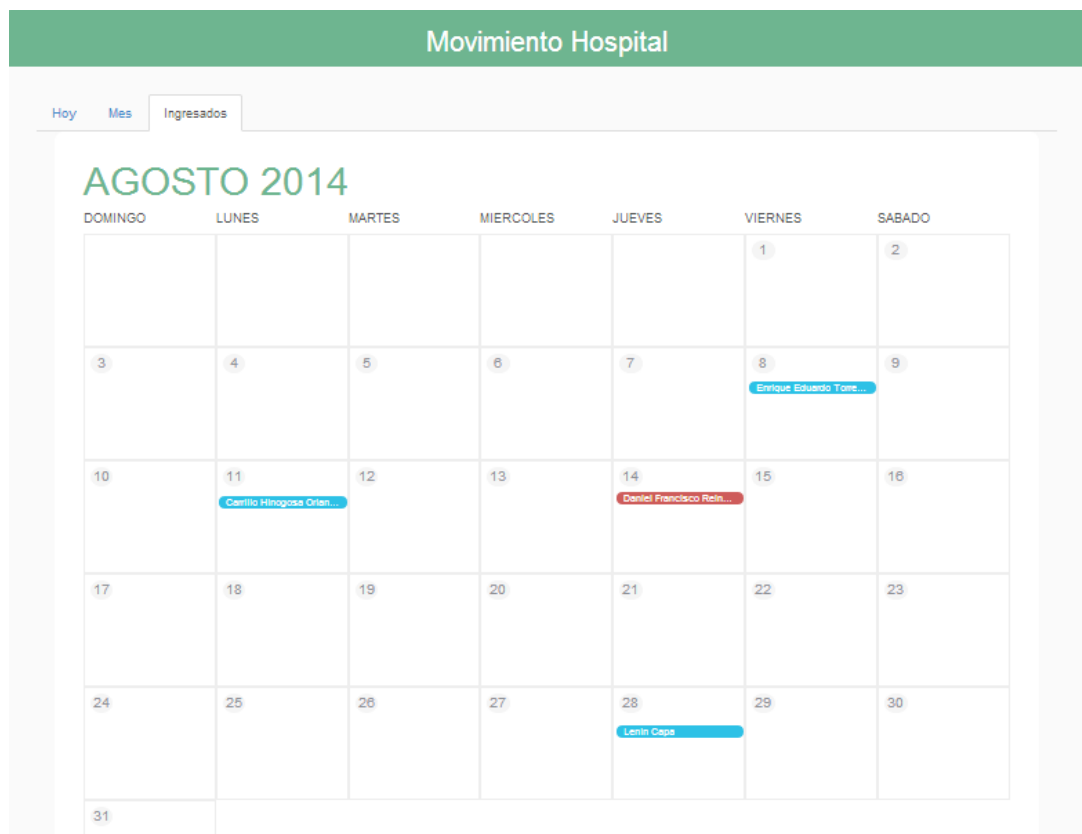 Movimiento Hospital
Hoy Mes Ingresados
AGOSTO 2014
DOMINGO LUNES MARTES MIERCOLES JUEVES VIERNES SABADO
1 2
3 4 5 6 7 8 9
Enrique Eduardo Torre...
10 11 12 13 14 15 16
Carrillo Hinogosa Orlan... Daniel Francisco Rein...
17 18 19 20 21 22 23
24 25 26 27 28 29 30
Lenin Capa
31